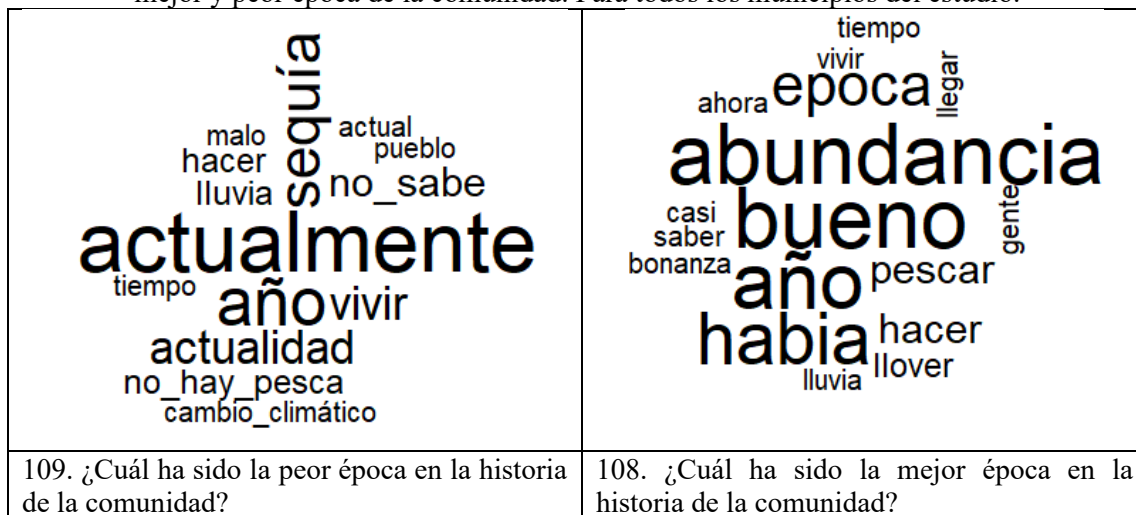 mejor y peor época de la comunidad. Para todos los municipios del estudio.
sequía
malo
actual
hacer
pueblo
lluvia
no_sabe
actualmente
tiempo
año
vivir
actualidad
no_hay_pesca
cambio_climático
tiempo
vivir
ahora
epoca
llegar
abundancia
casi
saber
bueno
gente
bonanza
año
pescar
habia
hacer
llover
lluvia
109. ¿Cuál ha sido la peor época en la historia
de la comunidad?
108. ¿Cuál ha sido la mejor época en la
historia de la comunidad?